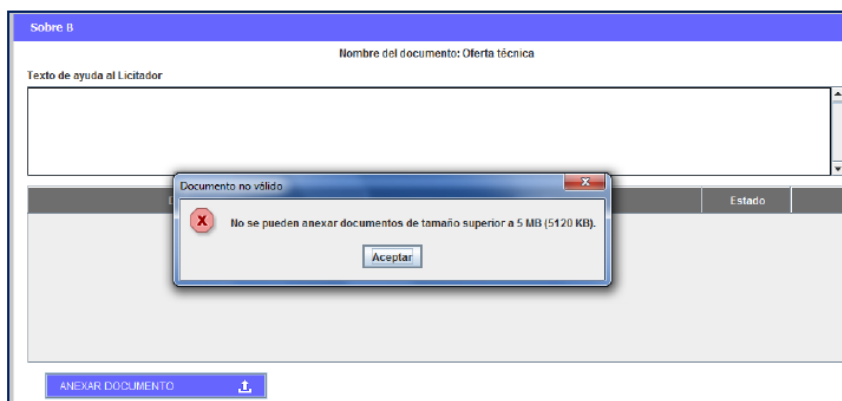 Sobre B
Nombre del documento: Oferta técnica
Texto de ayuda al Licitador
Documento no válido
Estado
No se pueden anexar documentos de tamaño superior a 5 MB (5120 KB).
Aceptar
ANEXAR DOCUMENTO